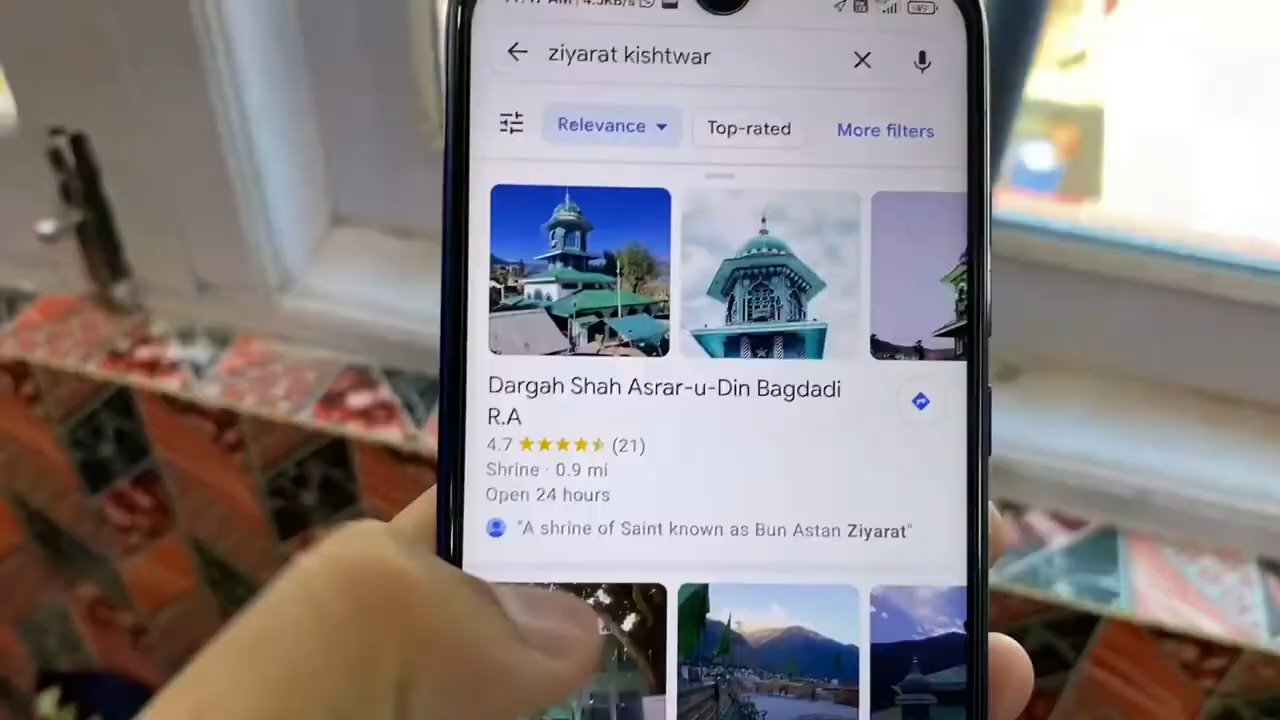 ziyarat kishtwar
Relevance
Top-rated
More filters
Dargah Shah Asrar-u-Din Bagdadi
R.A
4.7 (21)
Shrine · 0.9 mi
Open 24 hours
"A shrine of Saint known as Bun Astan Ziyarat"